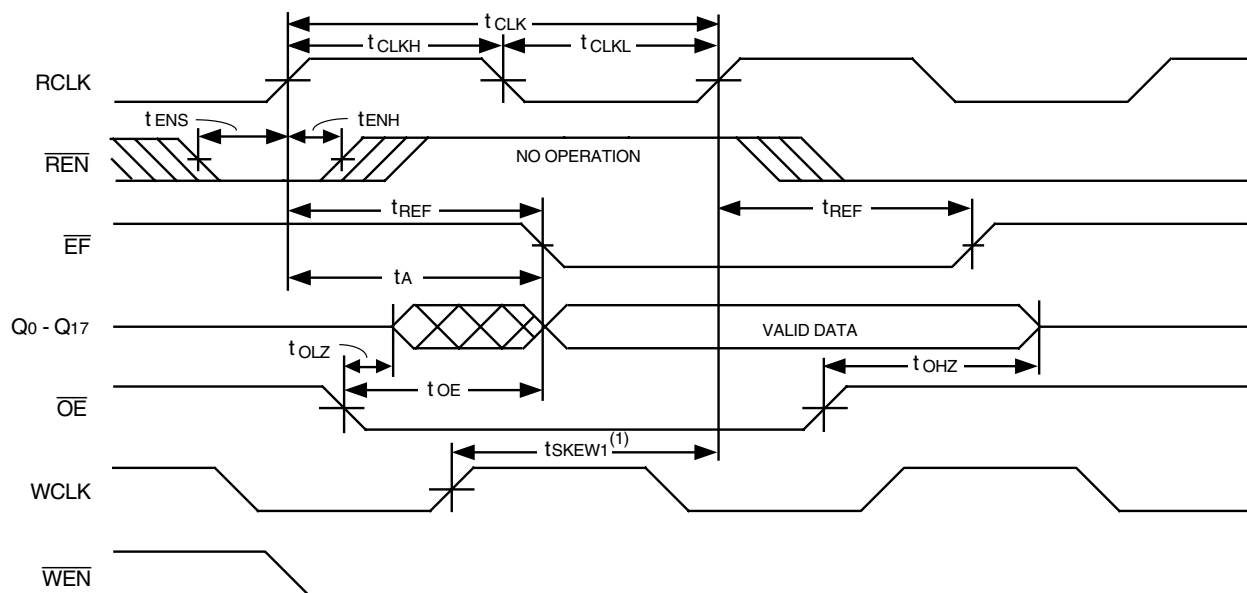 tCLK
tCLKH
tCLKL
RCLK
tENS
tENH
REN
NO OPERATION
tREF
tREF
EF
tA
Q0 - Q17
VALID DATA
tOLZ
tOHZ
tOE
OE
tSKEW1(1)
WCLK
WEN